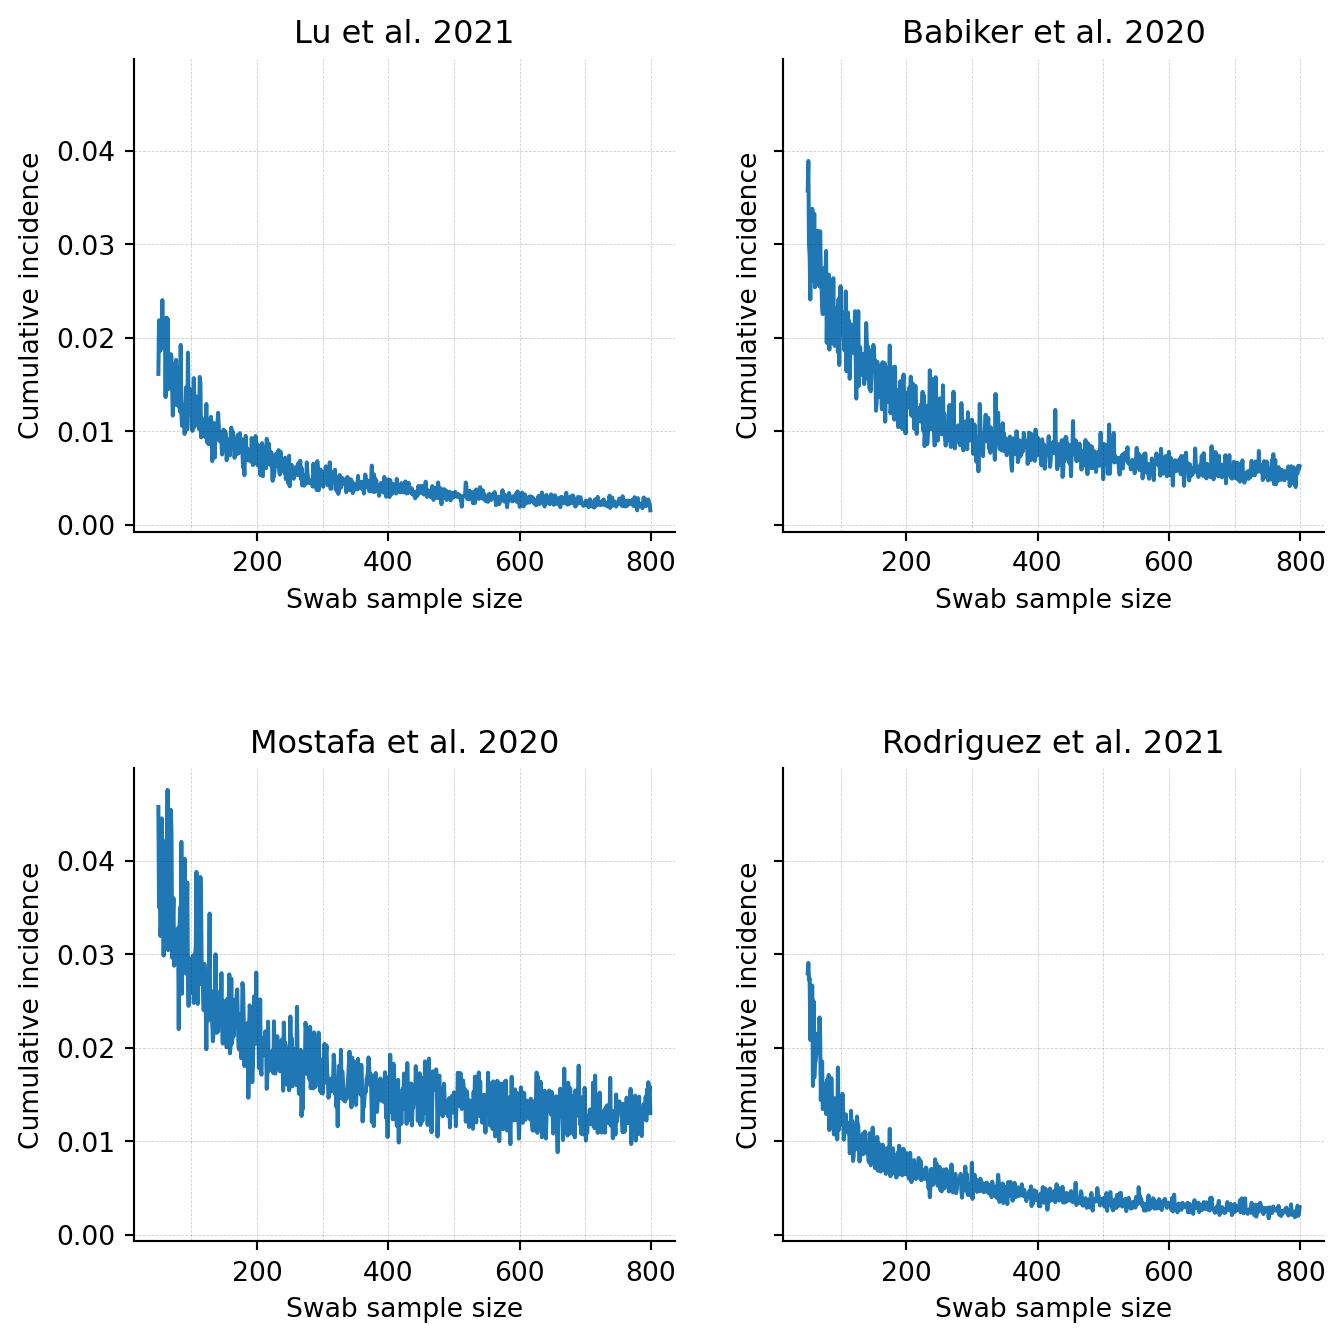 Lu et al. 2021
Babiker et al. 2020
Cumulative incidence
0.04
0.03
0.02
0.01
0.00
200 400 600 800
Swab sample size
Cumulative incidence
200 400 600 800
Swab sample size
Mostafa et al. 2020
Rodriguez et al. 2021
Cumulative incidence
0.04
0.03
0.02
0.01
0.00
200 400 600 800
Swab sample size
Cumulative incidence
200 400 600 800
Swab sample size